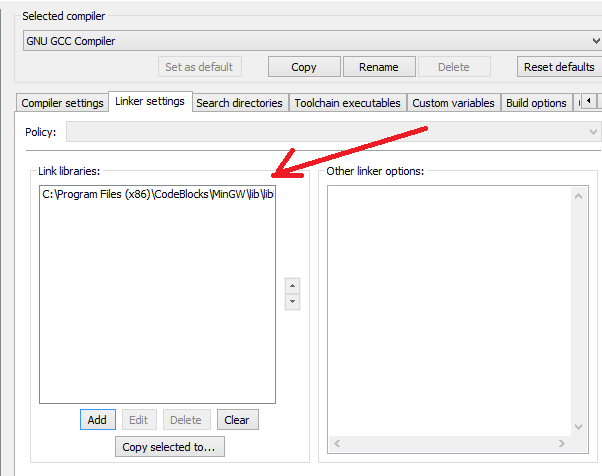 Selected compiler
GNU GCC Compiler
Set as default Copy Rename Delete Reset defaults
Compiler settings Linker settings Search directories Toolchain executables Custom variables Build options
Policy:
Link libraries: Other linker options:
C:\Program Files (x86)\CodeBlocks\MinGW\lib\lib
Add Edit Delete Clear
Copy selected to...